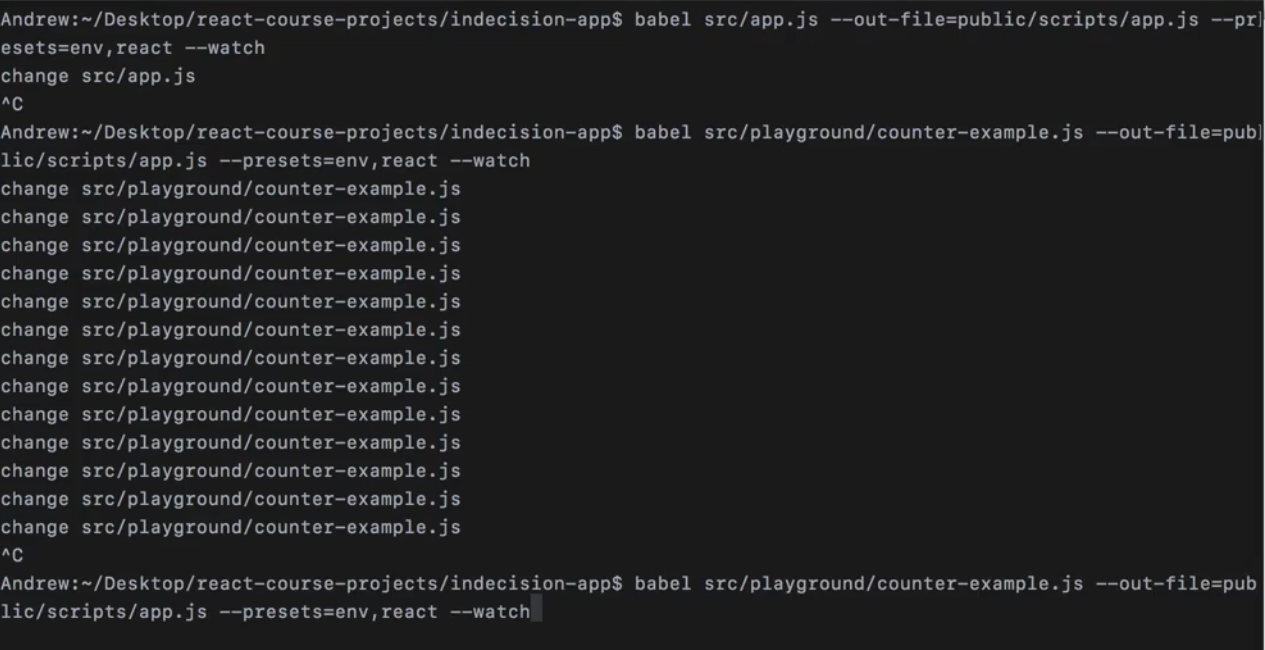 Andrew:~/Desktop/react-course-projects/indecision-app$ babel src/app.js --out-file=public/scripts/app.js --pr]
esets=env,react --watch
change src/app.js
^C
Andrew:~/Desktop/react-course-projects/indecision-app$ babel src/playground/counter-example.js --out-file=pub]
lic/scripts/app.js --presets=env,react --watch
change src/playground/counter-example.js
change src/playground/counter-example.js
change src/playground/counter-example.js
change src/playground/counter-example.js
change src/playground/counter-example.js
change src/playground/counter-example.js
change src/playground/counter-example.js
change src/playground/counter-example.js
change src/playground/counter-example.js
change src/playground/counter-example.js
change src/playground/counter-example.js
change src/playground/counter-example.js
change src/playground/counter-example.js
^C
Andrew:~/Desktop/react-course-projects/indecision-app$ babel src/playground/counter-example.js --out-file=pub
lic/scripts/app.js --presets=env,react --watch